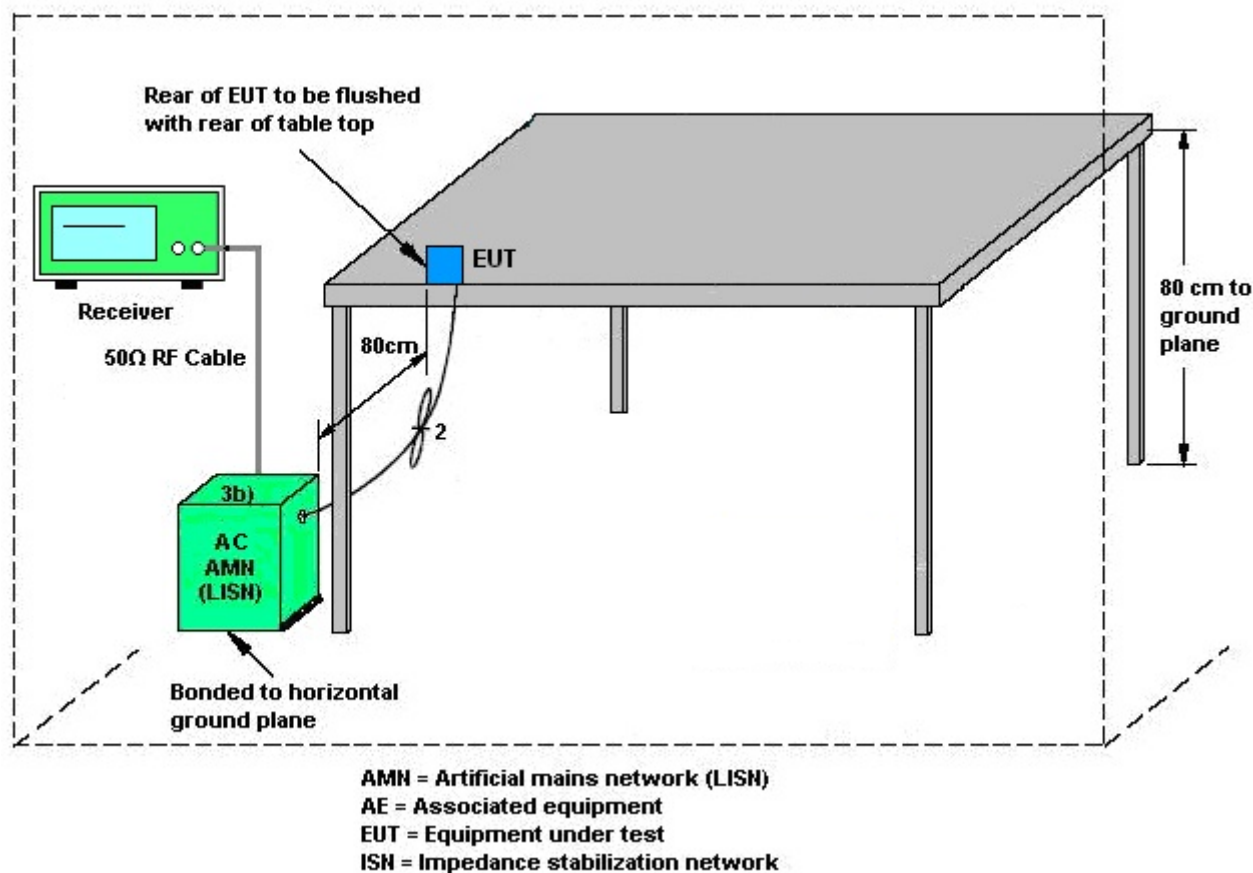 Rear of EUT to be flushed
with rear of table top
EUT
Receiver
50Ω RF Cable
80cm
80 cm to
ground
plane
2
3b)
AC
AMN
(LISN)
Bonded to horizontal
ground plane
AMN = Artificial mains network (LISN)
AE = Associated equipment
EUT = Equipment under test
ISN = Impedance stabilization network